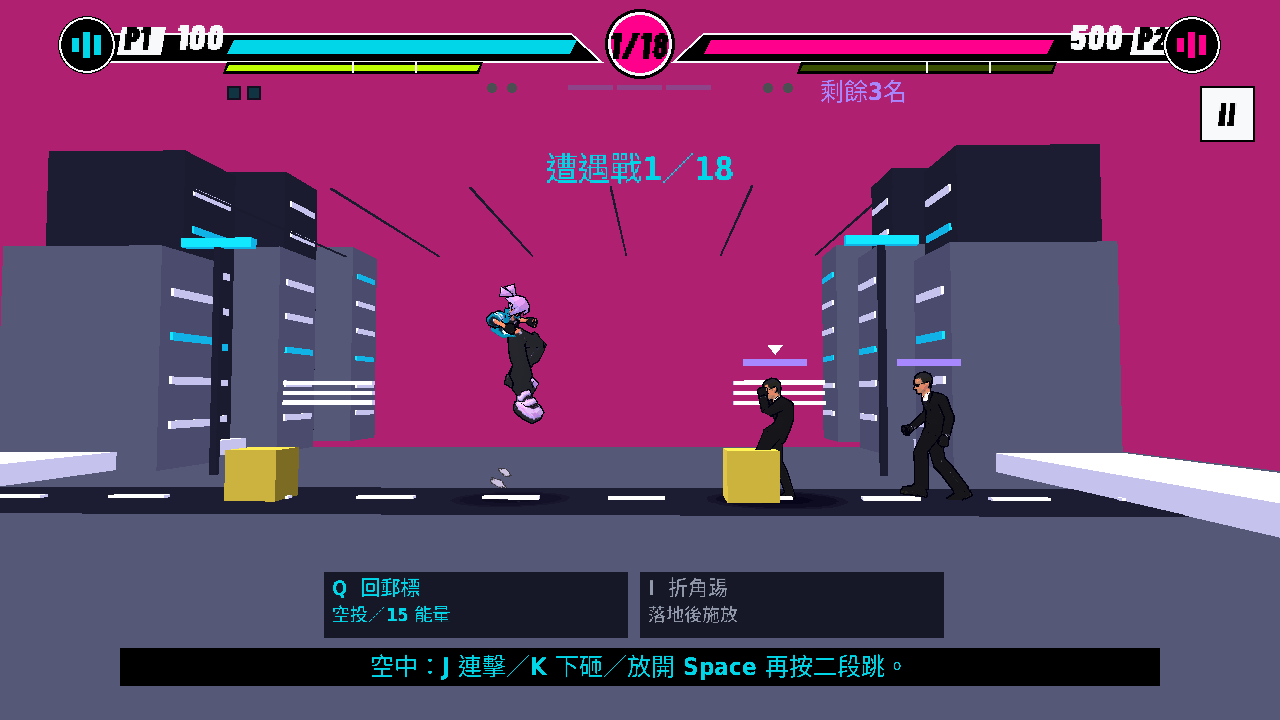 P1 100
1/18
500 P2
剩餘3名
遭遇戰1／18
Q 回郵標
空投／15 能量
I 折角踢
落地後施放
空中：J 連擊／K 下砸／放開 Space 再按二段跳。